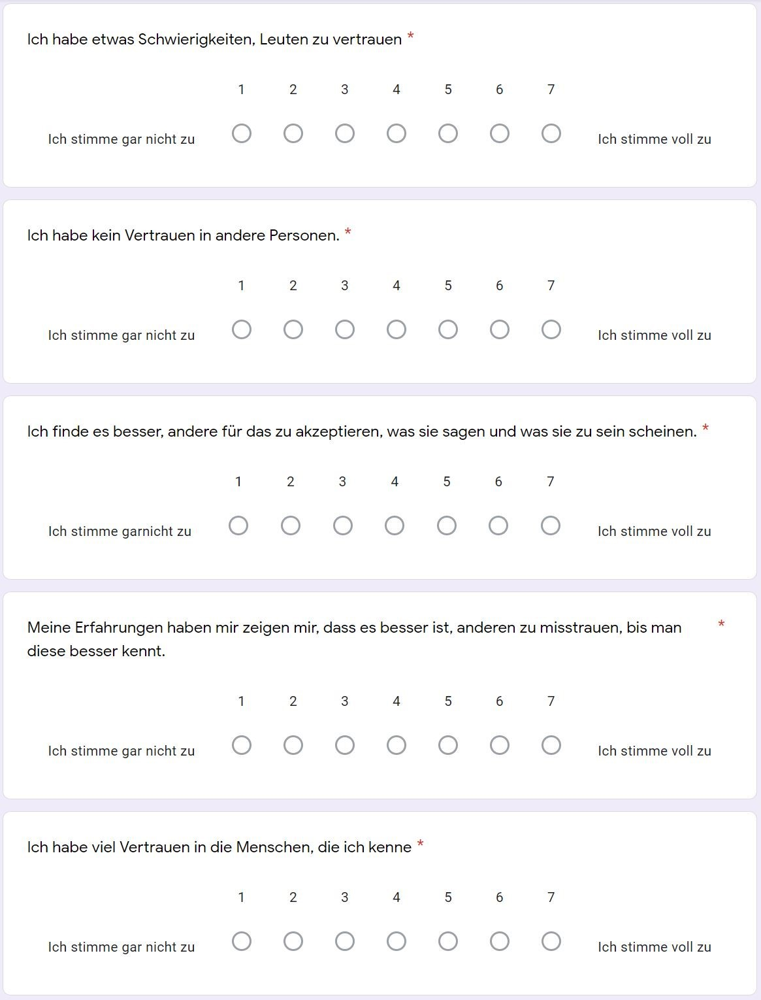 Ich habe etwas Schwierigkeiten, Leuten zu vertrauen *
1 2 3 4 5 6 7
Ich stimme gar nicht zu Ich stimme voll zu
Ich habe kein Vertrauen in andere Personen. *
1 2 3 4 5 6 7
Ich stimme gar nicht zu Ich stimme voll zu
Ich finde es besser, andere für das zu akzeptieren, was sie sagen und was sie zu sein scheinen. *
1 2 3 4 5 6 7
Ich stimme garnicht zu Ich stimme voll zu
Meine Erfahrungen haben mir zeigen mir, dass es besser ist, anderen zu misstrauen, bis man *
diese besser kennt.
1 2 3 4 5 6 7
Ich stimme gar nicht zu Ich stimme voll zu
Ich habe viel Vertrauen in die Menschen, die ich kenne *
1 2 3 4 5 6 7
Ich stimme gar nicht zu Ich stimme voll zu